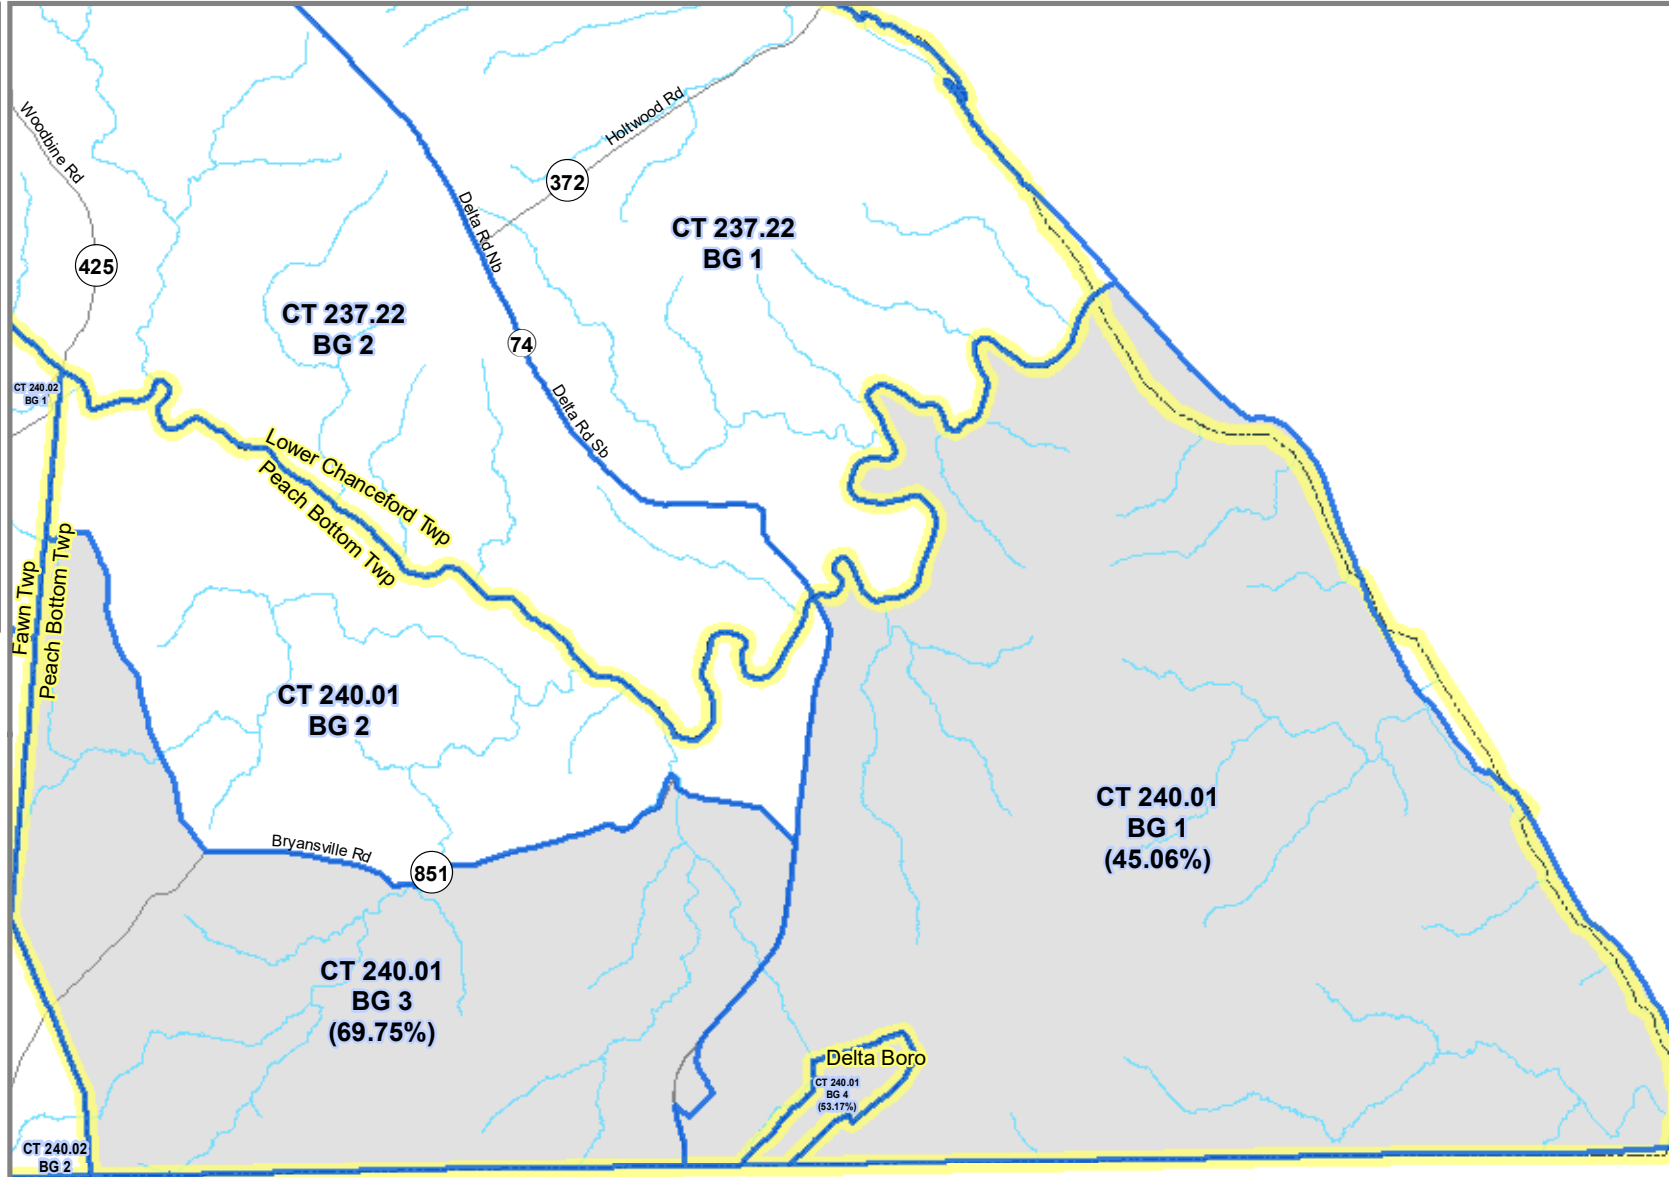 Woodbine Rd
Holtwood Rd
372
Delta Rd Nb
CT 237.22
BG 1
425
CT 237.22
BG 2
74
CT 240.02
BG 1
Delta Rd Sb
Lower Chanceford Twp
Peach Bottom Twp
Fawn Twp
Peach Bottom Twp
CT 240.01
BG 2
CT 240.01
BG 1
(45.06%)
Bryansville Rd
851
CT 240.01
BG 3
(69.75%)
Delta Boro
CT 240.01
BG 4
(53.17%)
CT 240.02
BG 2